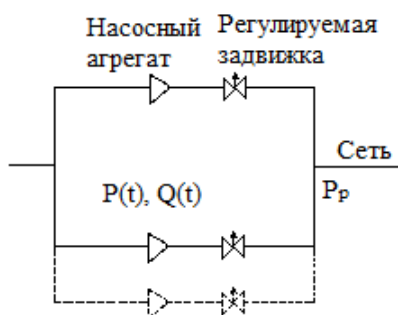 Насосный
агрегат
Регулируемая
задвижка
Сеть
P(t), Q(t)
Pр